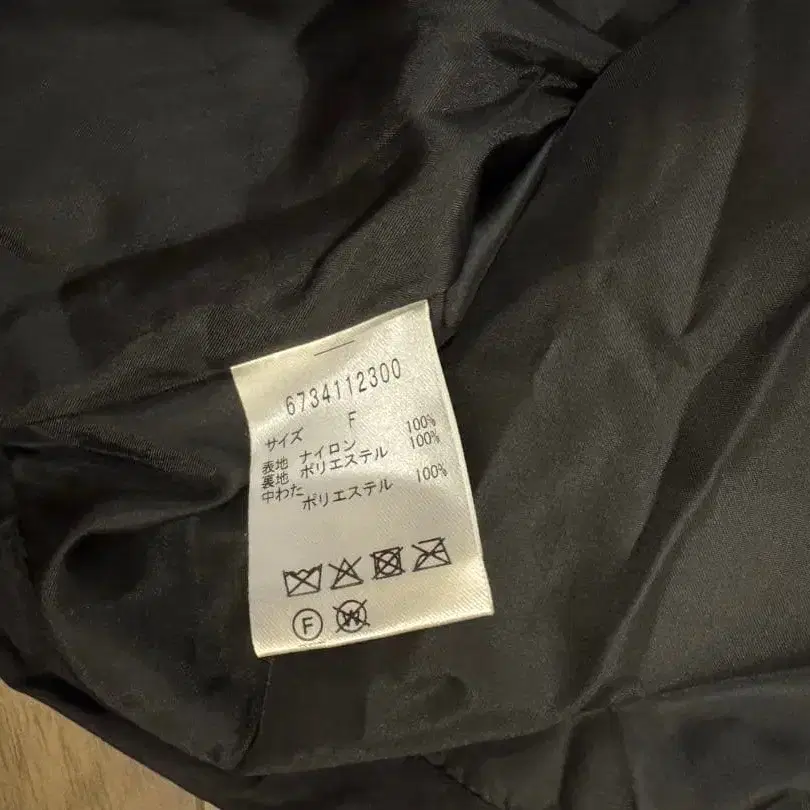 6734112300
サイズ F
表地 ナイロン 100%
裏地 ポリエステル 100%
中わた ポリエステル 100%
F W